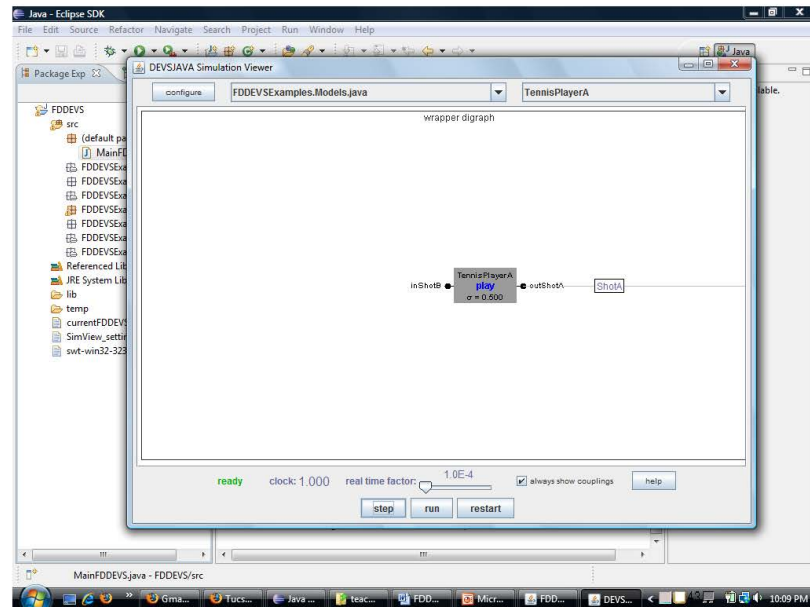 Java - Eclipse SDK
File Edit Source Refactor Navigate Search Project Run Window Help
Java
Package Exp
DEVSJAVA Simulation Viewer
lable.
configure FDDEVSExamples.Models.java TennisPlayerA
wrapper digraph
FDDEVS
src
(default pa
MainFD
FDDEVSExa
FDDEVSExa
FDDEVSExa
FDDEVSExa
FDDEVSExa
FDDEVSExa
FDDEVSExa
Referenced Lib
JRE System Lib
lib
temp
currentFDDEVS
SimView_settin
swt-win32-323
TennisPlayerA
inShotB play outShotA ShotA
σ = 0.500
ready clock: 1.000 real time factor: 1.0E-4 always show couplings help
step run restart
MainFDDEVS.java - FDDEVS/src
Gma... Tucs... Java ... teac... FDD... Micr... FDD... DEVS... 10:09 PM